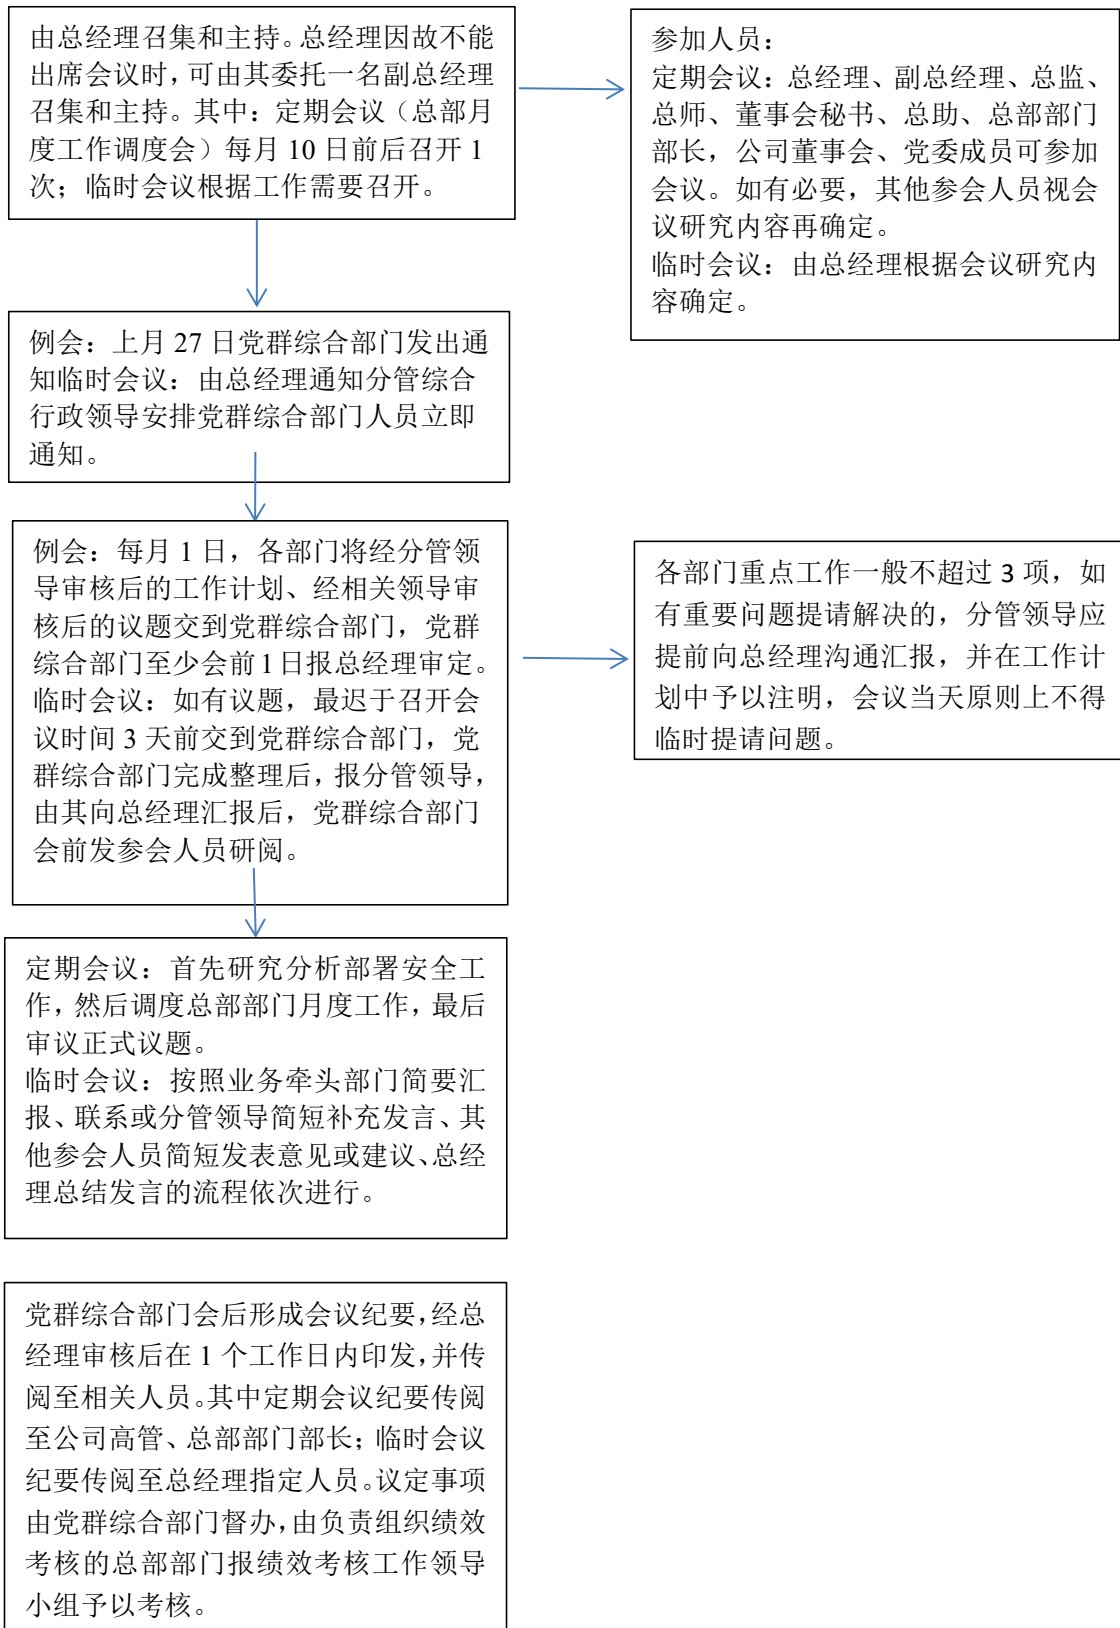 由总经理召集和主持。总经理因故不能
出席会议时，可由其委托一名副总经理
召集和主持。其中：定期会议（总部月
度工作调度会）每月 10 日前后召开 1
次；临时会议根据工作需要召开。
参加人员：
定期会议：总经理、副总经理、总监、
总师、董事会秘书、总助、总部部门
部长，公司董事会、党委成员可参加
会议。如有必要，其他参会人员视会
议研究内容再确定。
临时会议：由总经理根据会议研究内
容确定。
例会：上月 27 日党群综合部门发出通
知临时会议：由总经理通知分管综合
行政领导安排党群综合部门人员立即
通知。
例会：每月 1 日，各部门将经分管领
导审核后的工作计划、经相关领导审
核后的议题交到党群综合部门，党群
综合部门至少会前 1 日报总经理审定。
临时会议：如有议题，最迟于召开会
议时间 3 天前交到党群综合部门，党
群综合部门完成整理后，报分管领导，
由其向总经理汇报后，党群综合部门
会前发参会人员研阅。
各部门重点工作一般不超过 3 项，如
有重要问题提请解决的，分管领导应
提前向总经理沟通汇报，并在工作计
划中予以注明，会议当天原则上不得
临时提请问题。
定期会议：首先研究分析部署安全工
作，然后调度总部部门月度工作，最后
审议正式议题。
临时会议：按照业务牵头部门简要汇
报、联系或分管领导简短补充发言、其
他参会人员简短发表意见或建议、总经
理总结发言的流程依次进行。
党群综合部门会后形成会议纪要，经总
经理审核后在 1 个工作日内印发，并传
阅至相关人员。其中定期会议纪要传阅
至公司高管、总部部门部长；临时会议
纪要传阅至总经理指定人员。议定事项
由党群综合部门督办，由负责组织绩效
考核的总部部门报绩效考核工作领导
小组予以考核。